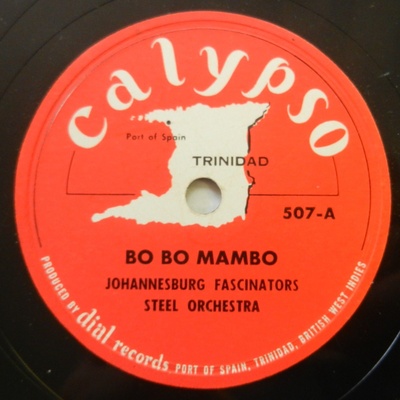 calypso
Port of Spain
TRINIDAD
507-A
BO BO MAMBO
JOHANNESBURG FASCINATORS
STEEL ORCHESTRA
PRODUCED BY dial records PORT OF SPAIN, TRINIDAD, BRITISH WEST INDIES